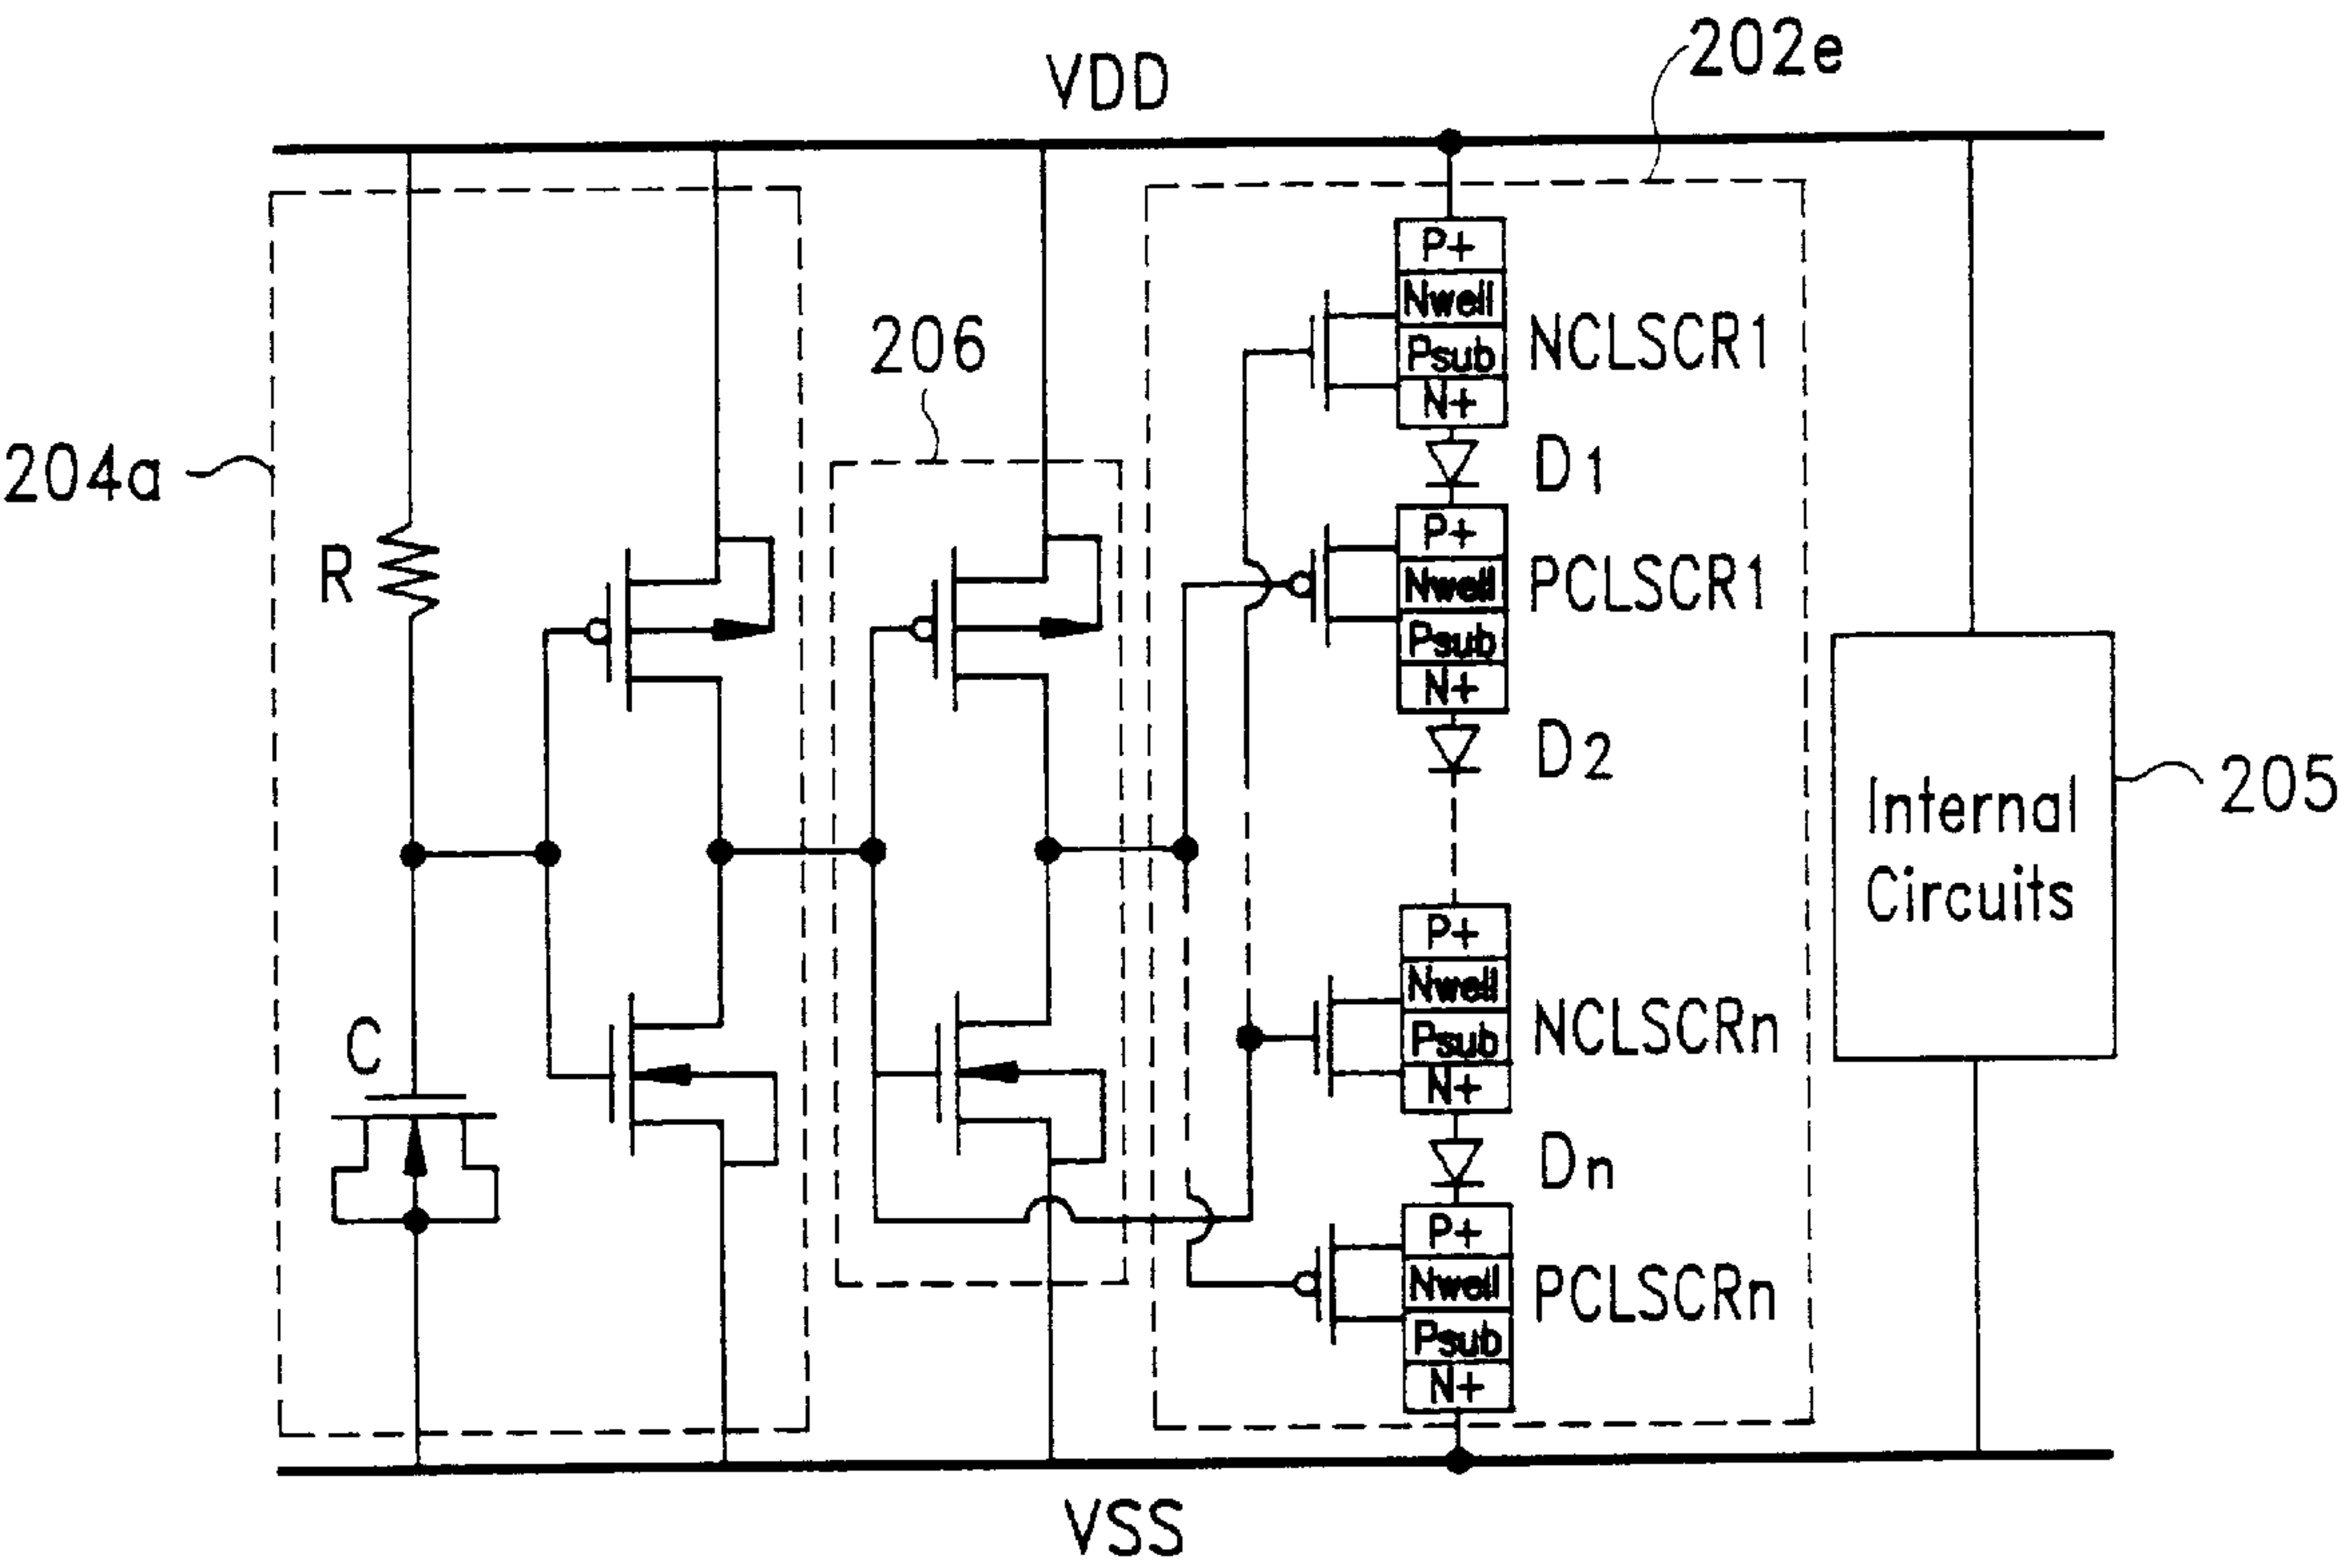 202e
VDD
P+
Nwell
Psub
N+
NCLSCR1
206
204a
D1
R
P+
Nwell
Psub
N+
PCLSCR1
D2
205
Internal
Circuits
P+
Nwell
Psub
N+
NCLSCRn
C
Dn
P+
Nwell
Psub
N+
PCLSCRn
VSS